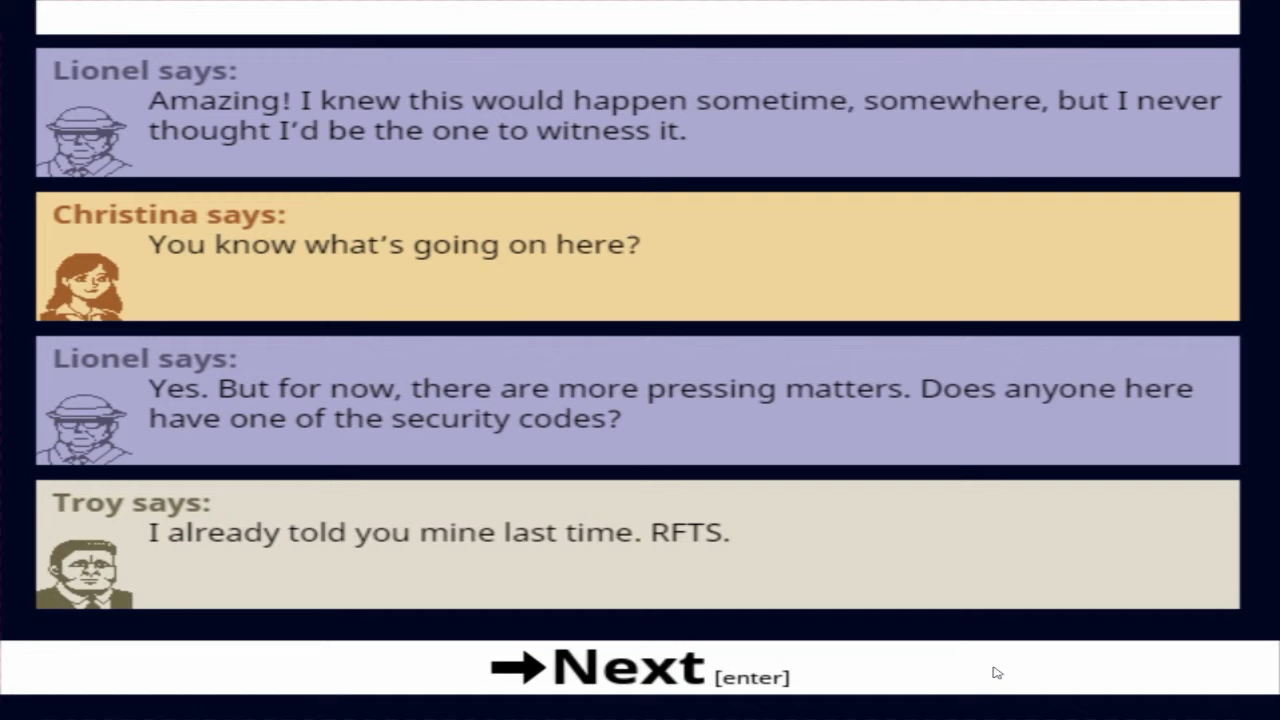 Lionel says:
Amazing! I knew this would happen sometime, somewhere, but I never
thought I’d be the one to witness it.
Christina says:
You know what’s going on here?
Lionel says:
Yes. But for now, there are more pressing matters. Does anyone here
have one of the security codes?
Troy says:
I already told you mine last time. RFTS.
➡Next [enter]